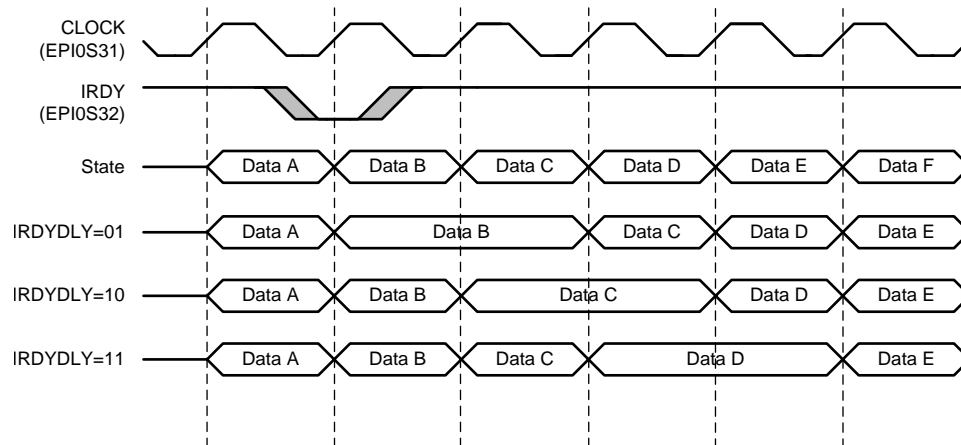 CLOCK
(EPI0S31)
IRDY
(EPI0S32)
State Data A Data B Data C Data D Data E Data F
IRDYDLY=01 Data A Data B Data C Data D Data E
IRDYDLY=10 Data A Data B Data C Data D Data E
IRDYDLY=11 Data A Data B Data C Data D Data E